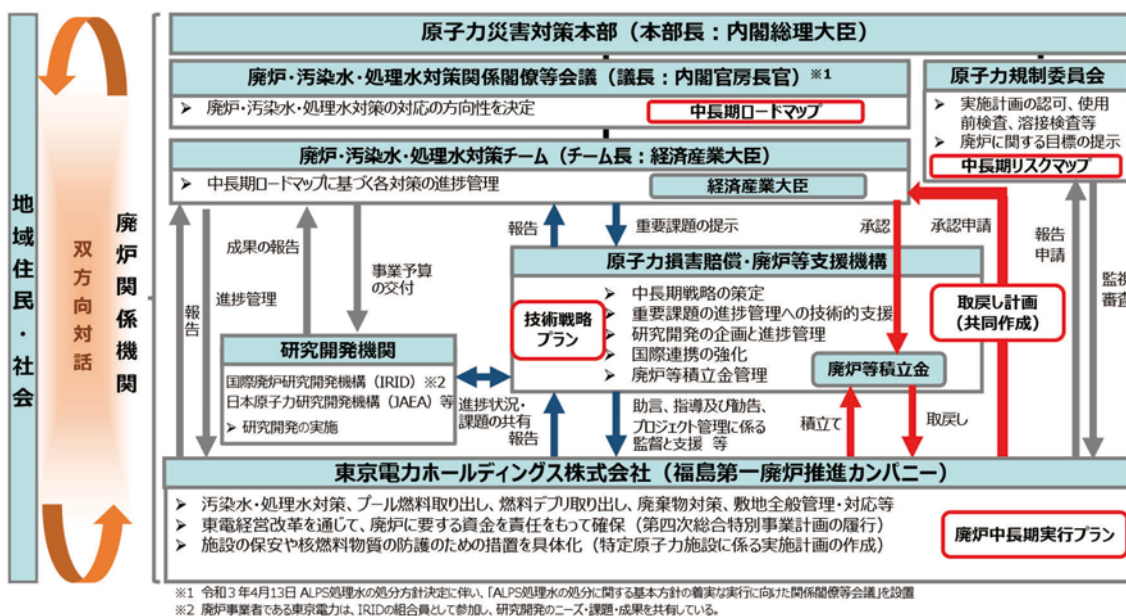 原子力災害対策本部（本部長：内閣総理大臣）
廃炉・汚染水・処理水対策関係閣僚等会議（議長：内閣官房長官）※1
➢ 廃炉・汚染水・処理水対策の対応の方向性を決定
中長期ロードマップ
原子力規制委員会
➢ 実施計画の認可、使用
前検査、溶接検査等
➢ 廃炉に関する目標の提示
中長期リスクマップ
廃炉・汚染水・処理水対策チーム（チーム長：経済産業大臣）
➢ 中長期ロードマップに基づく各対策の進捗管理
経済産業大臣
地域住民・社会
双方向対話
廃炉関係機関
報告
進捗管理
成果の報告
事業予算
の交付
報告
重要課題の提示
承認
承認申請
報告
申請
監視
審査
原子力損害賠償・廃炉等支援機構
技術戦略
プラン
➢ 中長期戦略の策定
➢ 重要課題の進捗管理への技術的支援
➢ 研究開発の企画と進捗管理
➢ 国際連携の強化
➢ 廃炉等積立金管理
廃炉等積立金
取戻し計画
（共同作成）
研究開発機関
国際廃炉研究開発機構（IRID）※2
日本原子力研究開発機構（JAEA）等
➢ 研究開発の実施
進捗状況・
課題の共有
報告
助言、指導及び勧告、
プロジェクト管理に係る
監督と支援 等
積立て
取戻し
東京電力ホールディングス株式会社（福島第一廃炉推進カンパニー）
➢ 汚染水・処理水対策、プール燃料取り出し、燃料デブリ取り出し、廃棄物対策、敷地全般管理・対応等
➢ 東電経営改革を通じて、廃炉に要する資金を責任をもって確保（第四次総合特別事業計画の履行）
➢ 施設の保安や核燃料物質の防護のための措置を具体化（特定原子力施設に係る実施計画の作成）
廃炉中長期実行プラン
※1 令和３年4月13日 ALPS処理水の処分方針決定に伴い、「ALPS処理水の処分に関する基本方針の着実な実行に向けた関係閣僚等会議」を設置
※2 廃炉事業者である東京電力は、IRIDの組合員として参加し、研究開発のニーズ・課題・成果を共有している。